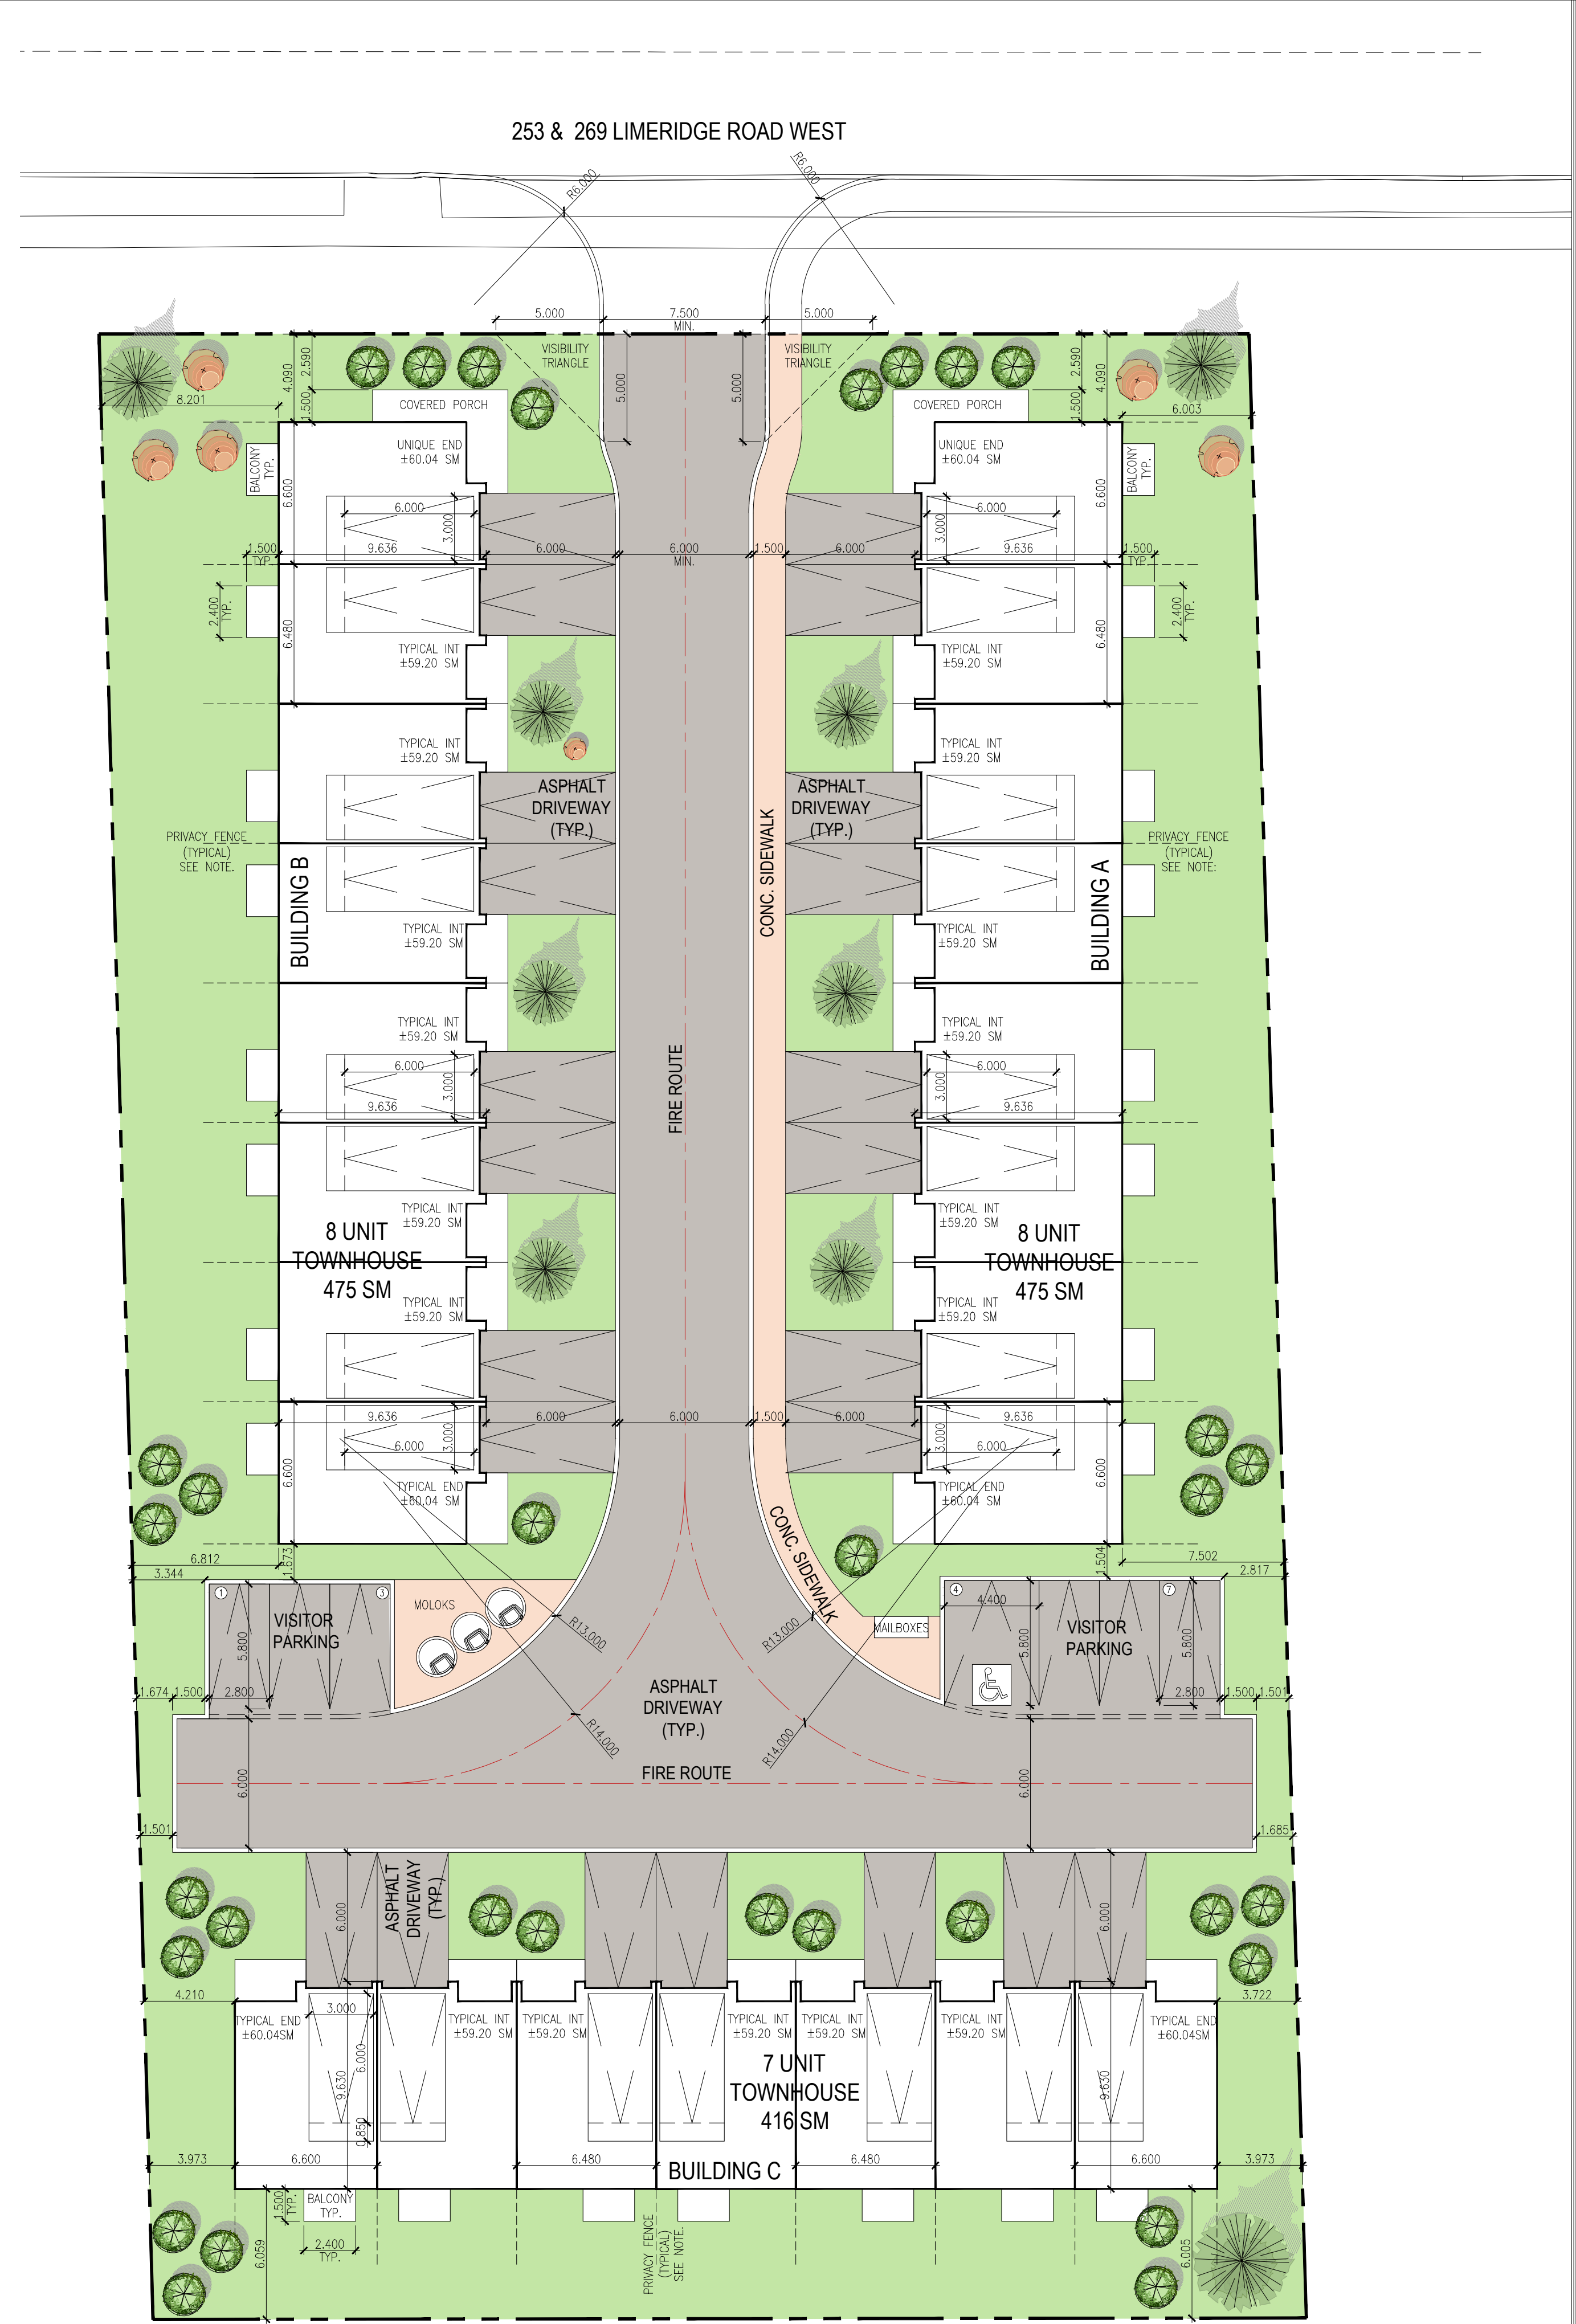 253 & 269 LIMERIDGE ROAD WEST
R6.000
R6.000
5.000
7.500
MIN.
5.000
VISIBILITY
TRIANGLE
VISIBILITY
TRIANGLE
4.090
2.590
1.500
5.000
5.000
2.590
1.500
4.090
8.201
COVERED PORCH
COVERED PORCH
6.003
UNIQUE END
±60.04 SM
UNIQUE END
±60.04 SM
BALCONY
TYP.
BALCONY
TYP.
6.600
6.600
6.000
3.000
3.000
6.000
1.500
TYP.
9.636
6.000
6.000
MIN.
1.500
6.000
9.636
1.500
TYP.
2.400
TYP.
6.480
6.480
2.400
TYP.
TYPICAL INT
±59.20 SM
TYPICAL INT
±59.20 SM
TYPICAL INT
±59.20 SM
TYPICAL INT
±59.20 SM
ASPHALT
DRIVEWAY
(TYP.)
ASPHALT
DRIVEWAY
(TYP.)
CONC. SIDEWALK
PRIVACY FENCE
(TYPICAL)
SEE NOTE.
PRIVACY FENCE
(TYPICAL)
SEE NOTE:
BUILDING B
BUILDING A
TYPICAL INT
±59.20 SM
TYPICAL INT
±59.20 SM
TYPICAL INT
±59.20 SM
TYPICAL INT
±59.20 SM
FIRE ROUTE
6.000
3.000
3.000
6.000
9.636
9.636
TYPICAL INT
±59.20 SM
TYPICAL INT
±59.20 SM
8 UNIT
TOWNHOUSE
475 SM
8 UNIT
TOWNHOUSE
475 SM
TYPICAL INT
±59.20 SM
TYPICAL INT
±59.20 SM
9.636
6.000
6.000
1.500
6.000
9.636
6.000
3.000
3.000
6.000
6.600
6.600
TYPICAL END
±60.04 SM
TYPICAL END
±60.04 SM
CONC. SIDEWALK
6.812
1.673
1.504
7.502
3.344
2.817
1
3
4
7
MOLOKS
4.400
VISITOR
PARKING
VISITOR
PARKING
MAILBOXES
R13.000
R13.000
5.800
5.800
5.800
1.674
1.500
2.800
2.800
1.500
1.501
ASPHALT
DRIVEWAY
(TYP.)
R14.000
R14.000
FIRE ROUTE
6.000
6.000
1.501
1.685
ASPHALT
DRIVEWAY
(TYP.)
6.000
6.000
4.210
3.722
TYPICAL END
±60.04SM
3.000
TYPICAL INT
±59.20 SM
TYPICAL INT
±59.20 SM
TYPICAL INT
±59.20 SM
TYPICAL INT
±59.20 SM
TYPICAL INT
±59.20 SM
TYPICAL END
±60.04SM
6.000
9.630
9.630
0.850
7 UNIT
TOWNHOUSE
416 SM
3.973
6.600
6.480
6.480
6.600
3.973
BUILDING C
1.500
TYP.
BALCONY
TYP.
2.400
TYP.
6.059
PRIVACY FENCE
(TYPICAL)
SEE NOTE.
6.005